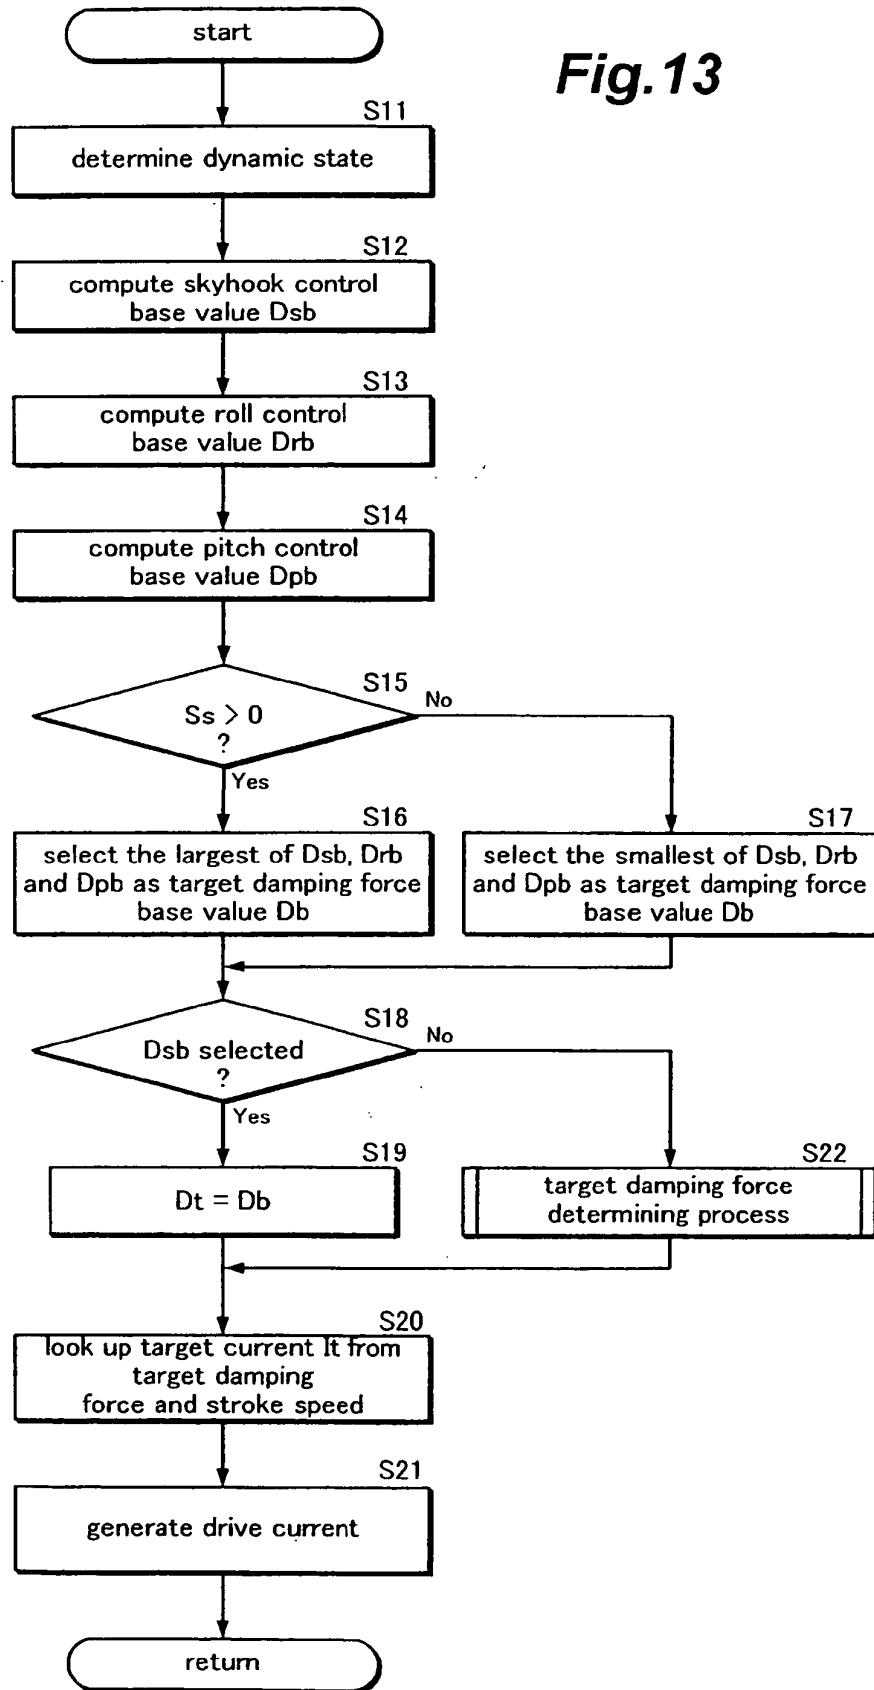 start
Fig.13
S11
determine dynamic state
S12
compute skyhook control
base value Dsb
S13
compute roll control
base value Drb
S14
compute pitch control
base value Dpb
S15
Ss > 0
?
No
Yes
S16
select the largest of Dsb, Drb
and Dpb as target damping force
base value Db
S17
select the smallest of Dsb, Drb
and Dpb as target damping force
base value Db
S18
Dsb selected
?
No
Yes
S19
Dt = Db
S22
target damping force
determining process
S20
look up target current It from
target damping
force and stroke speed
S21
generate drive current
return